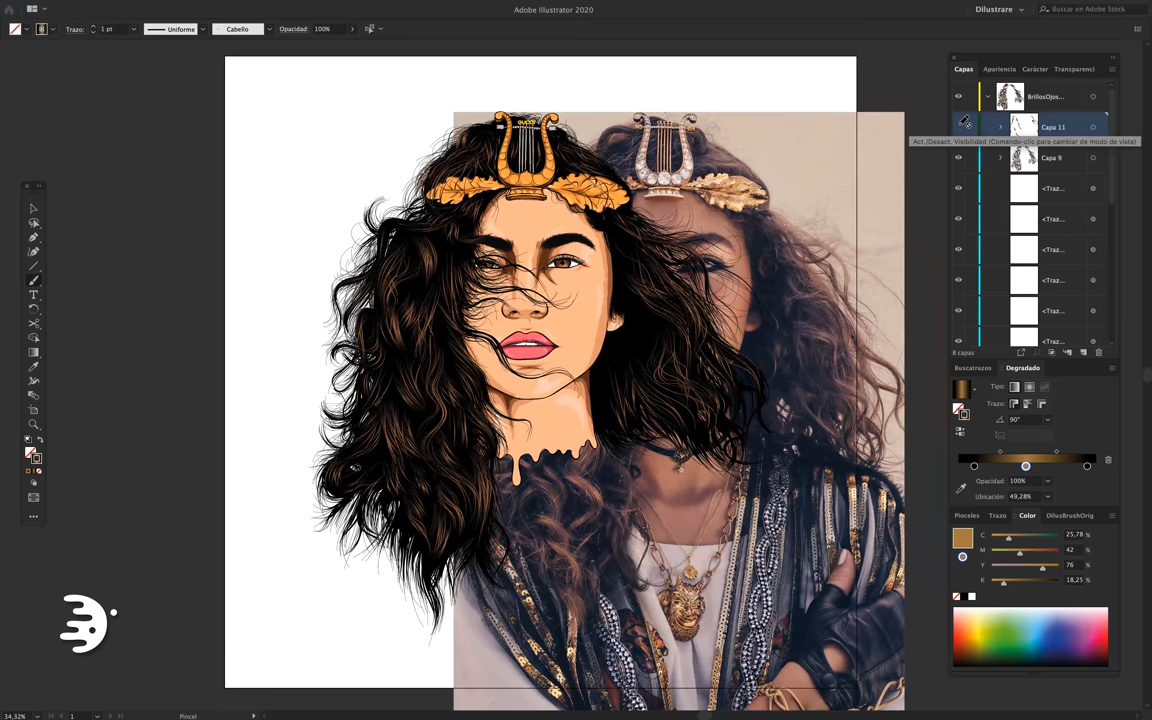 Adobe Illustrator 2020
Dilustrare
Buscar en Adobe Stock
Trazo:
1 pt
Uniforme
Cabello
Opacidad:
100%
Capas
Apariencia
Carácter
Transparenci
BrillosOjos...
Capa 11
Act./Desact. Visibilidad (Comando-clic para cambiar de modo de vista)
Capa 9
<Traz...
<Traz...
<Traz...
<Traz...
<Traz...
<Traz...
8 capas
Buscatrazos
Degradado
Tipo:
Trazo:
90°
Opacidad:
100%
Ubicación:
49,28%
Pinceles
Trazo
Color
DilusBrushOrig
C
25,78
%
M
42
%
Y
76
%
K
18,25
%
GUCCI
34,32%
1
Pincel